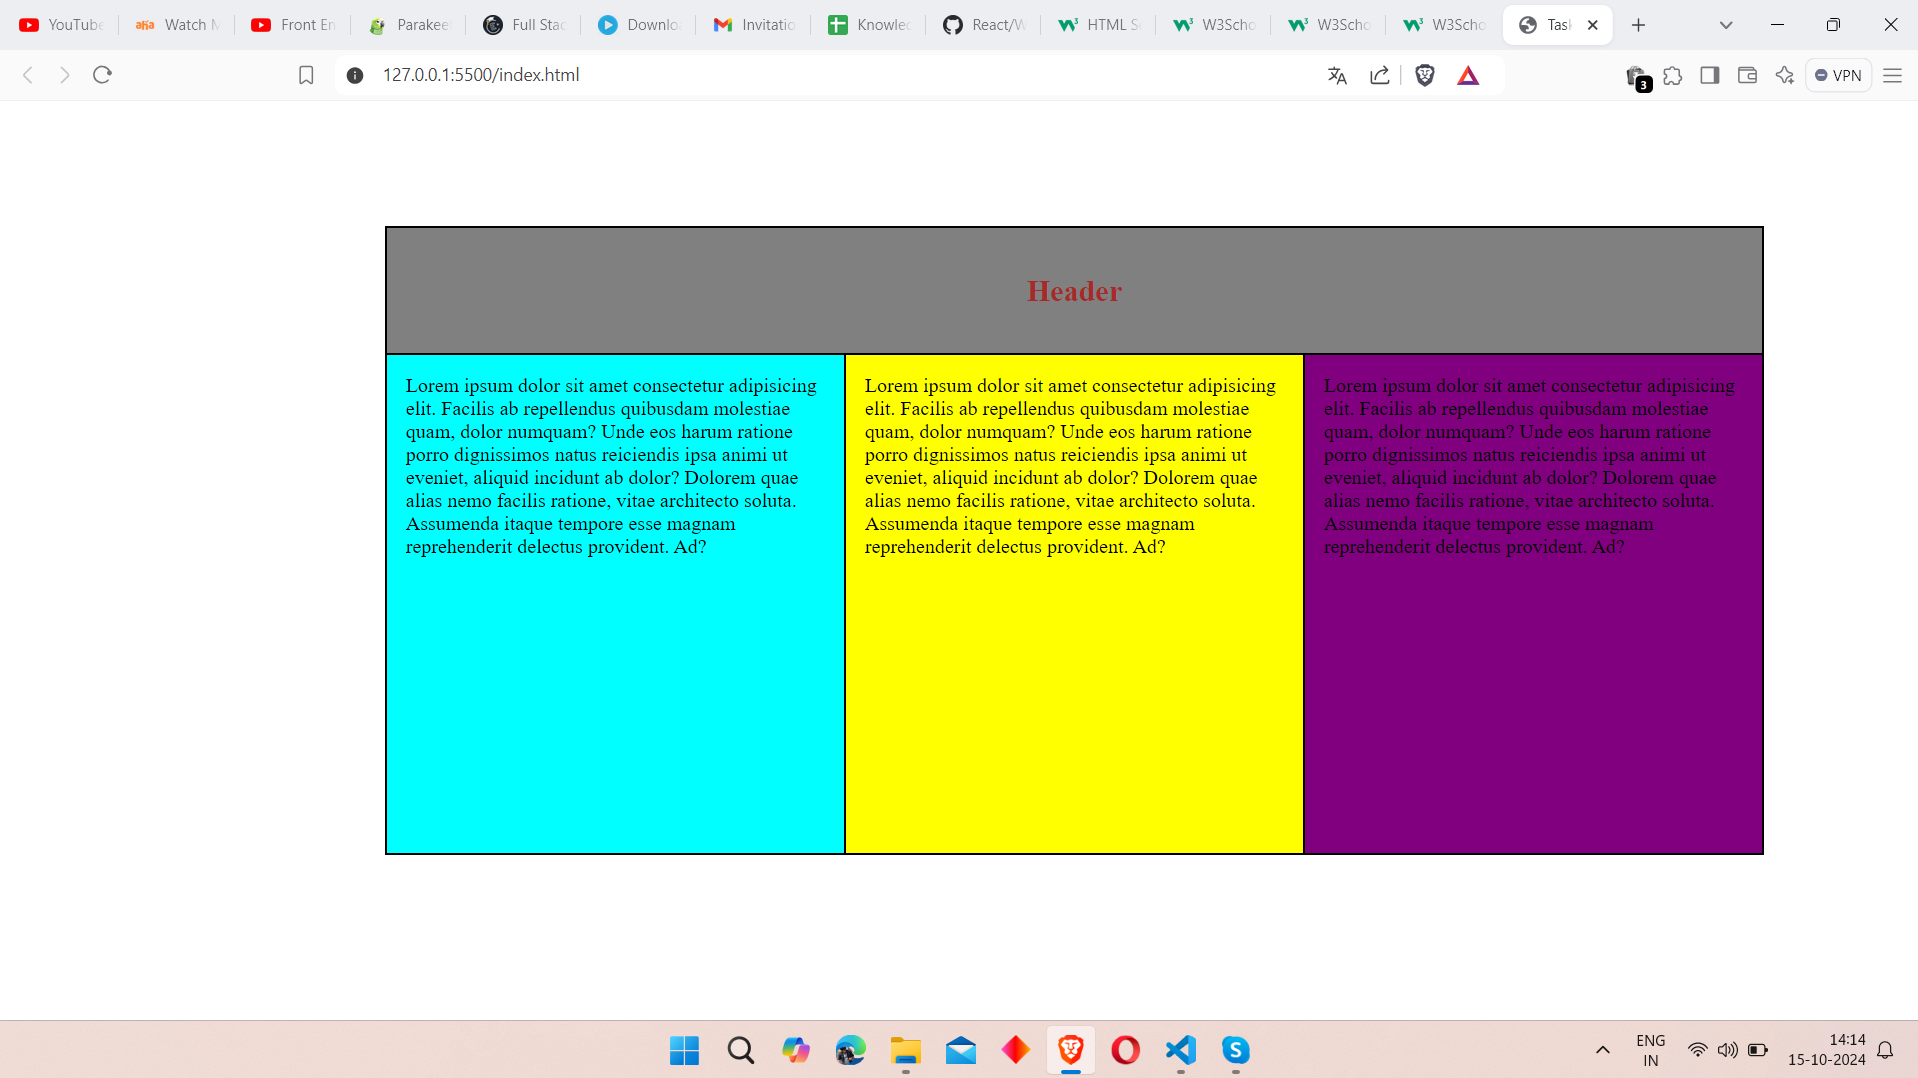 YouTube
Watch M
Front En
Parakee
Full Stac
Downlo
Invitatio
Knowled
React/W
HTML S
W3Scho
W3Scho
W3Scho
Task
127.0.0.1:5500/index.html
3
VPN
Header
Lorem ipsum dolor sit amet consectetur adipisicing
elit. Facilis ab repellendus quibusdam molestiae
quam, dolor numquam? Unde eos harum ratione
porro dignissimos natus reiciendis ipsa animi ut
eveniet, aliquid incidunt ab dolor? Dolorem quae
alias nemo facilis ratione, vitae architecto soluta.
Assumenda itaque tempore esse magnam
reprehenderit delectus provident. Ad?
Lorem ipsum dolor sit amet consectetur adipisicing
elit. Facilis ab repellendus quibusdam molestiae
quam, dolor numquam? Unde eos harum ratione
porro dignissimos natus reiciendis ipsa animi ut
eveniet, aliquid incidunt ab dolor? Dolorem quae
alias nemo facilis ratione, vitae architecto soluta.
Assumenda itaque tempore esse magnam
reprehenderit delectus provident. Ad?
Lorem ipsum dolor sit amet consectetur adipisicing
elit. Facilis ab repellendus quibusdam molestiae
quam, dolor numquam? Unde eos harum ratione
porro dignissimos natus reiciendis ipsa animi ut
eveniet, aliquid incidunt ab dolor? Dolorem quae
alias nemo facilis ratione, vitae architecto soluta.
Assumenda itaque tempore esse magnam
reprehenderit delectus provident. Ad?
ENG
IN
14:14
15-10-2024